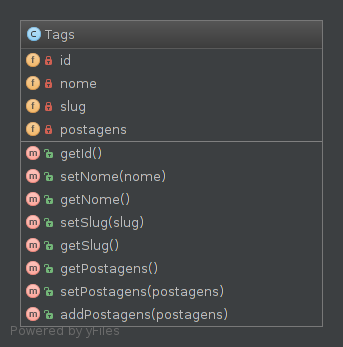 C Tags
f id
f nome
f slug
f postagens
m getId()
m setNome(nome)
m getNome()
m setSlug(slug)
m getSlug()
m getPostagens()
m setPostagens(postagens)
m addPostagens(postagens)
Powered by yFiles